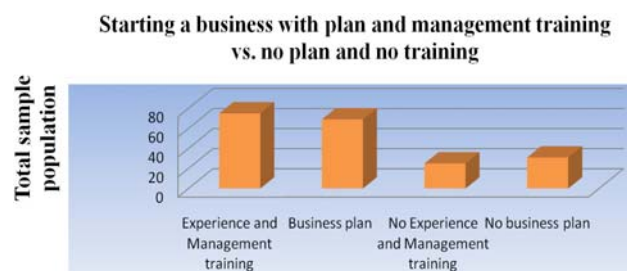 Starting a business with plan and management training
vs. no plan and no training
Total sample
population
80
60
40
20
0
Experience and
Management
training
Business plan
No Experience
and Management
training
No business plan